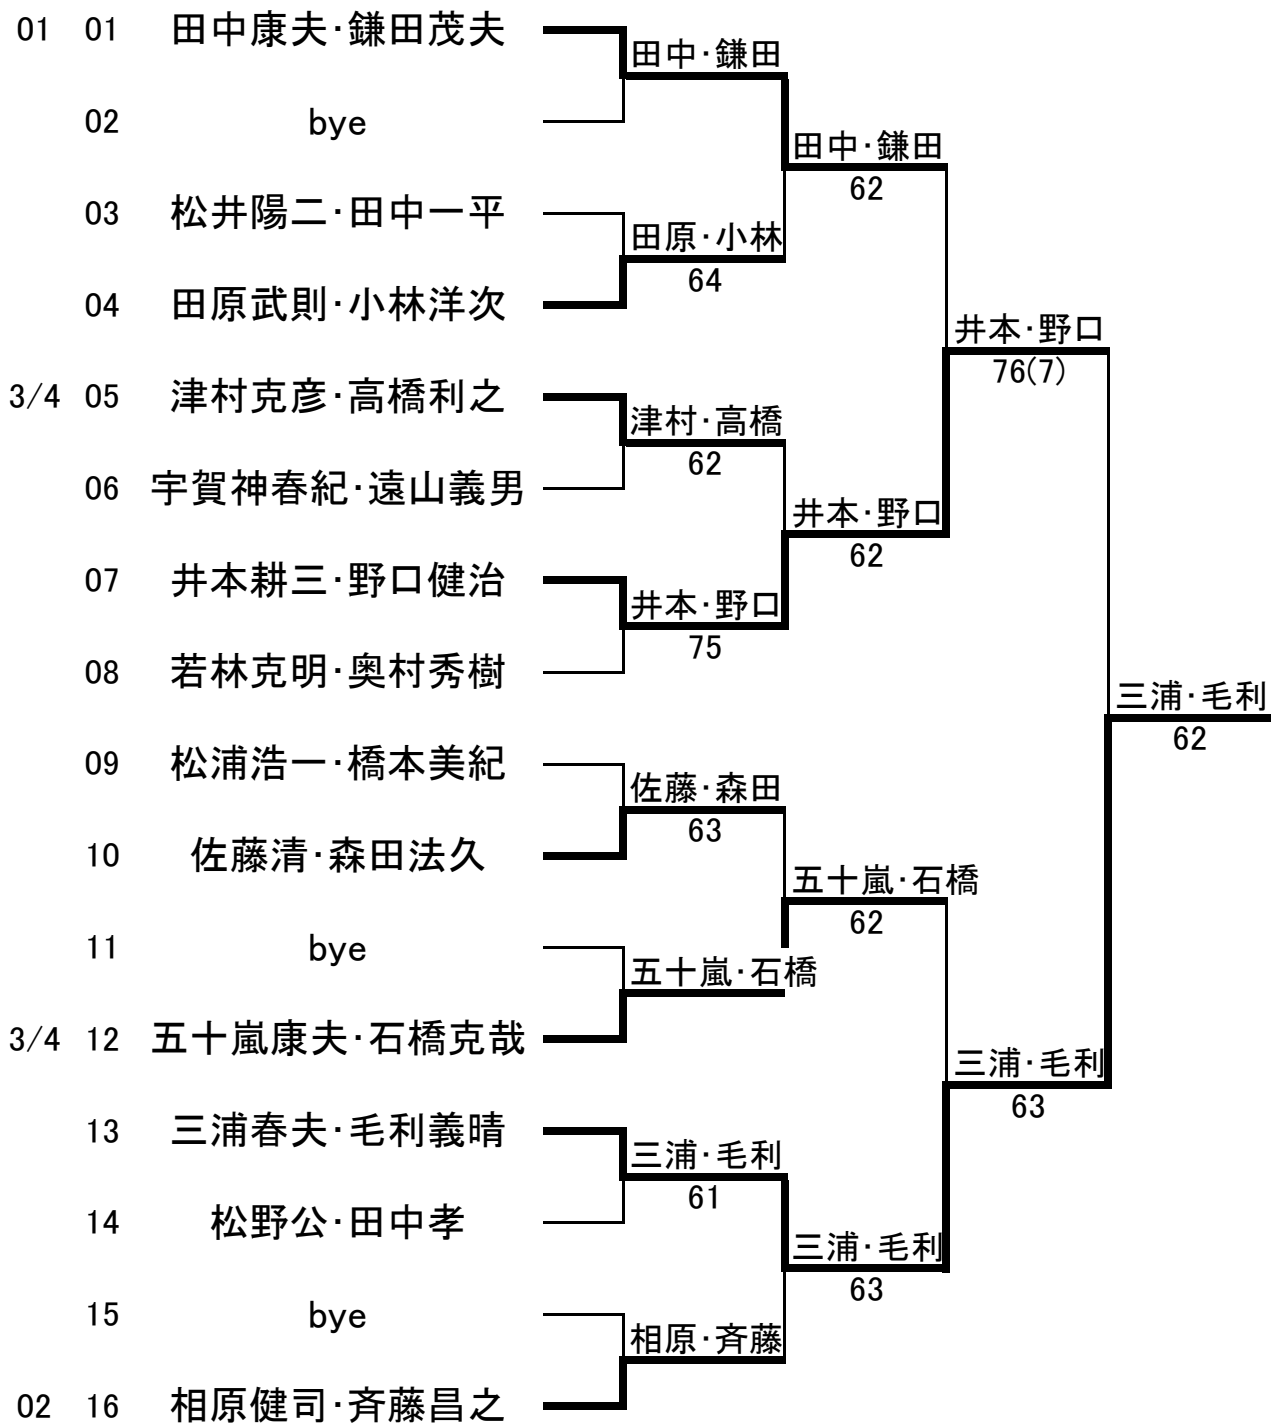 01 01 田中康夫・鎌田茂夫
田中・鎌田
02 bye
田中・鎌田
62
03 松井陽二・田中一平
田原・小林
64
04 田原武則・小林洋次
井本・野口
76(7)
3/4 05 津村克彦・高橋利之
津村・高橋
62
06 宇賀神春紀・遠山義男
井本・野口
62
07 井本耕三・野口健治
井本・野口
75
08 若林克明・奥村秀樹
三浦・毛利
62
09 松浦浩一・橋本美紀
佐藤・森田
63
10 佐藤清・森田法久
五十嵐・石橋
62
11 bye
五十嵐・石橋
3/4 12 五十嵐康夫・石橋克哉
三浦・毛利
63
13 三浦春夫・毛利義晴
三浦・毛利
61
14 松野公・田中孝
三浦・毛利
63
15 bye
相原・斉藤
02 16 相原健司・斉藤昌之